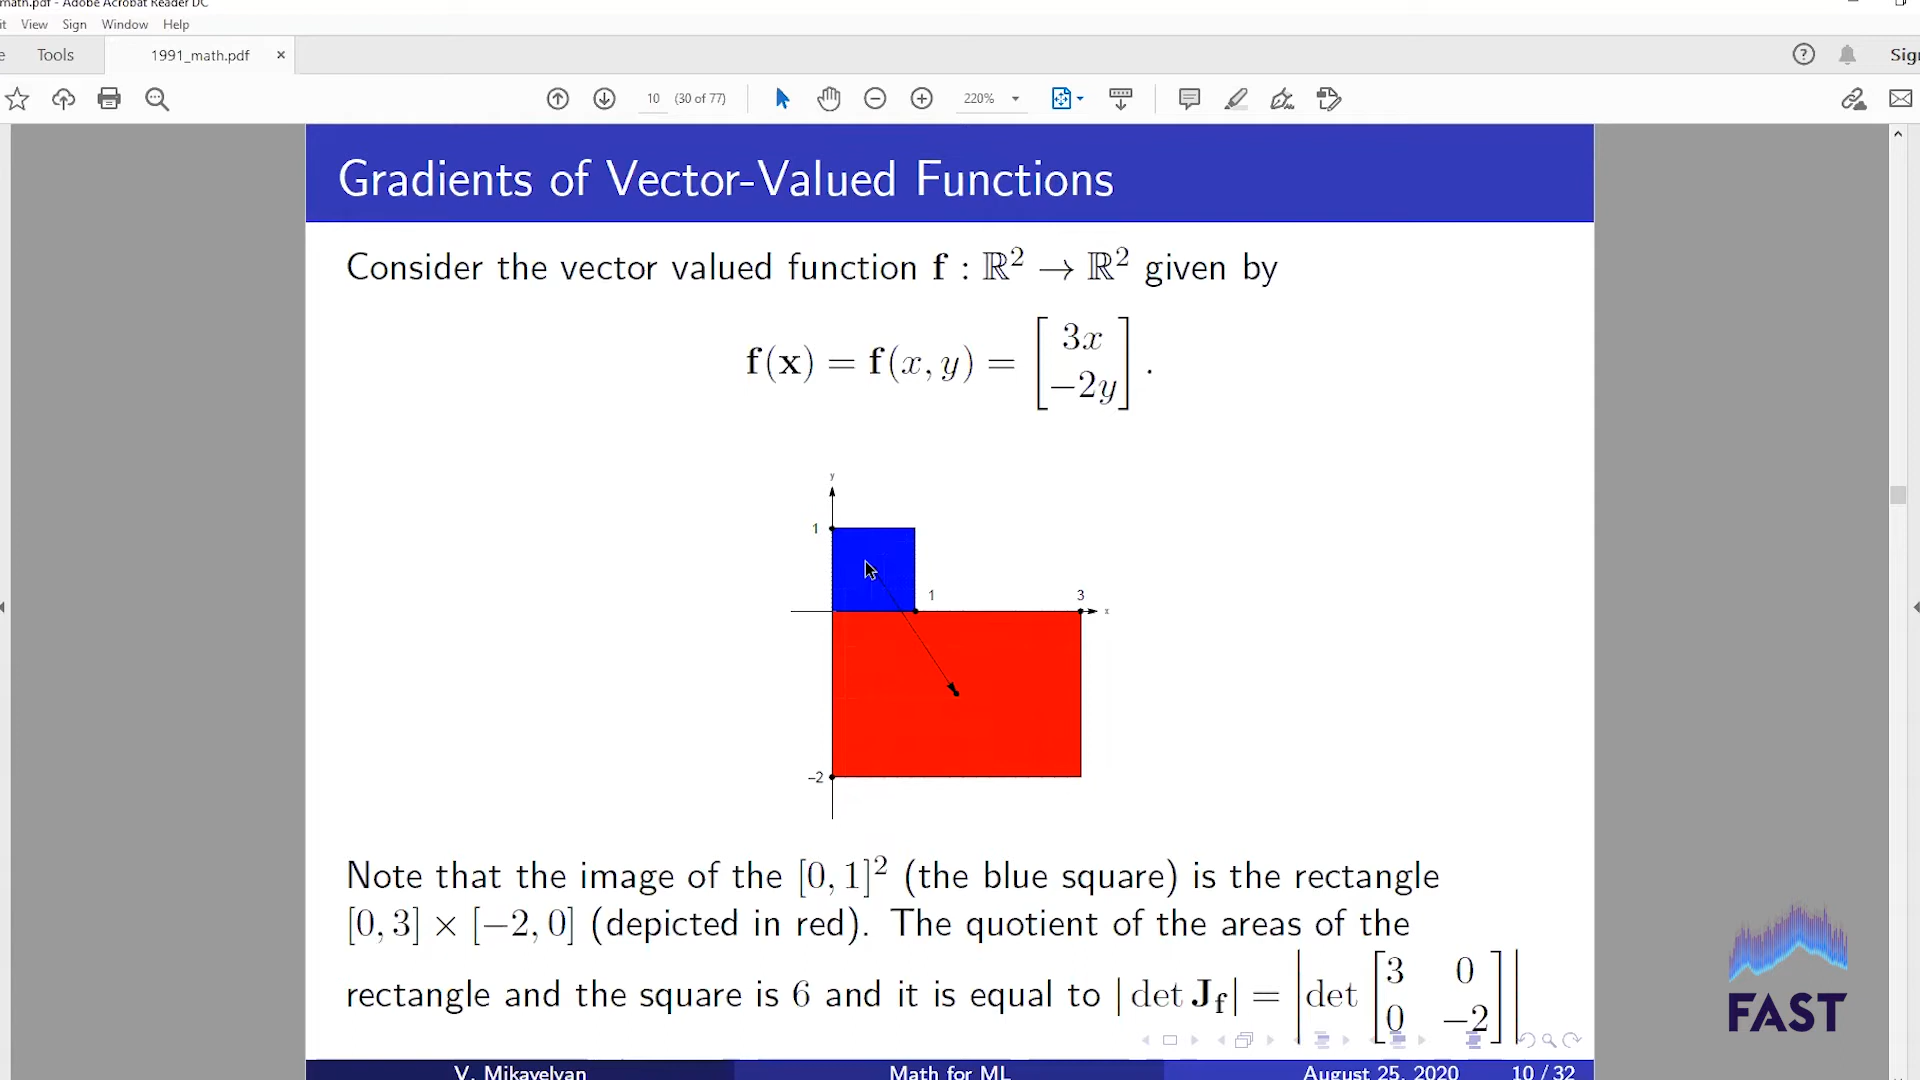 math.pdf - Adobe Acrobat Reader DC
it View Sign Window Help
e Tools 1991_math.pdf × Sign
10 (30 of 77) 220%
Gradients of Vector-Valued Functions
Consider the vector valued function f : ℝ² → ℝ² given by
f(x) = f(x, y) = [3x
−2y] .
y
1
1 3 x
−2
Note that the image of the [0, 1]² (the blue square) is the rectangle
[0, 3] × [−2, 0] (depicted in red). The quotient of the areas of the
rectangle and the square is 6 and it is equal to | det J_f| = |det [3 0
0 −2]|
FAST
V. Mikayelyan Math for ML August 25, 2020 10 / 32